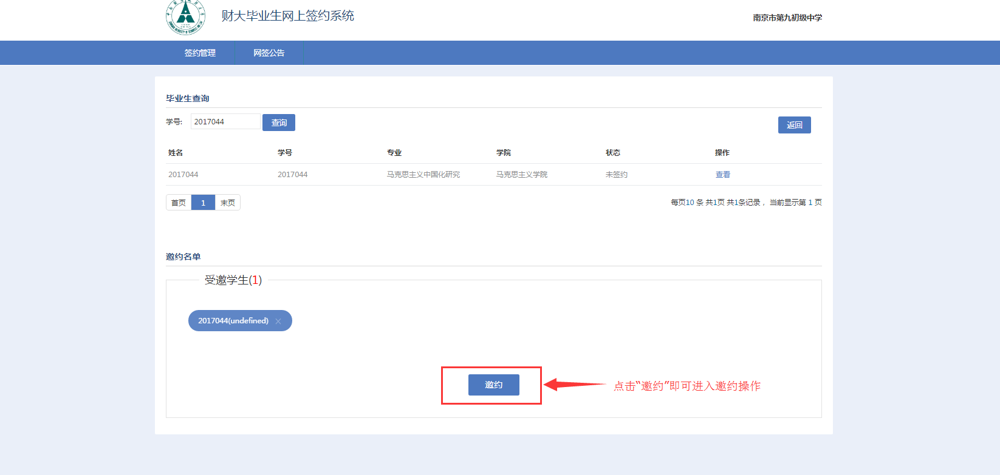 财大毕业生网上签约系统
南京市第九初级中学
签约管理
网签公告
毕业生查询
学号: 2017044 查询
返回
姓名 学号 专业 学院 状态 操作
2017044 2017044 马克思主义中国化研究 马克思主义学院 未签约 查看
首页 1 末页
每页10 条 共1页 共1条记录， 当前显示第 1 页
邀约名单
受邀学生(1)
2017044(undefined) ×
邀约
点击“邀约”即可进入邀约操作